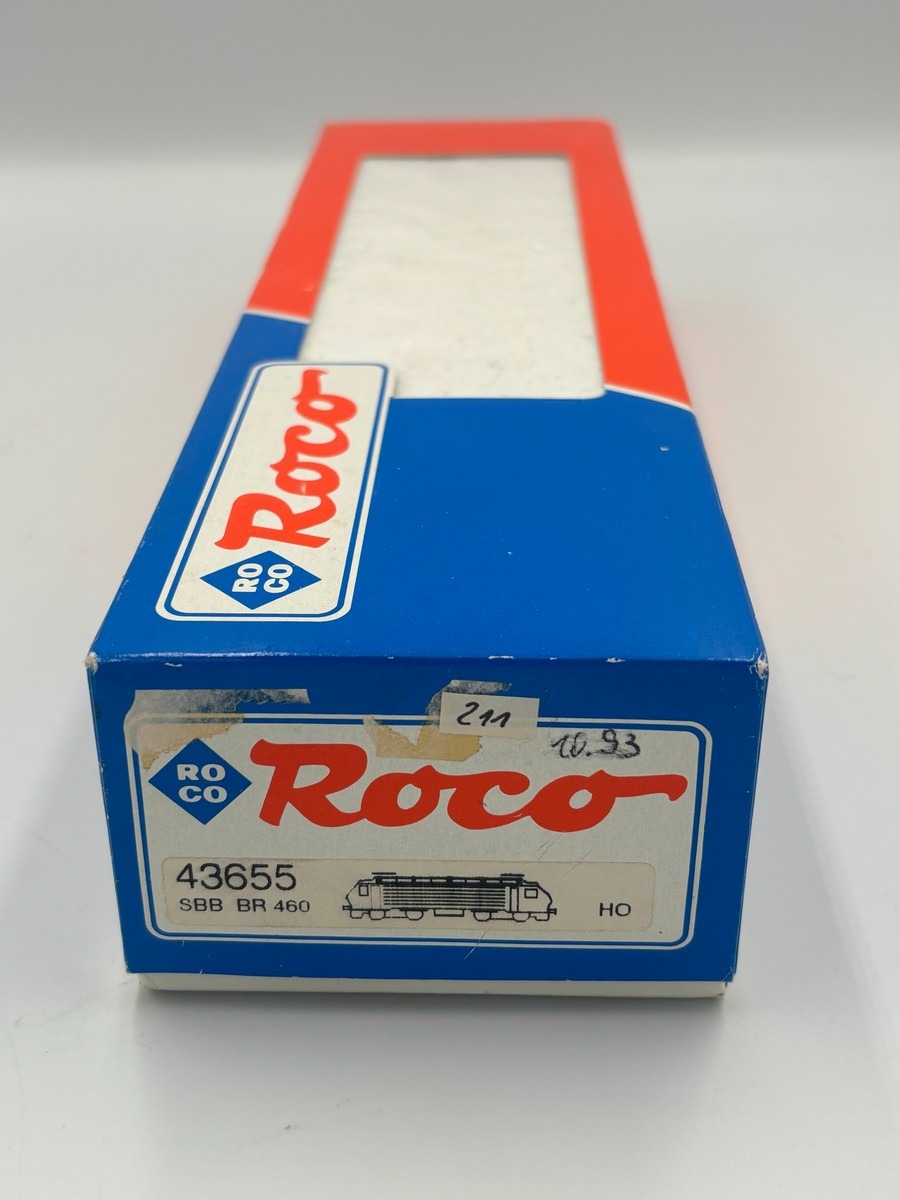 Roco
RO
CO
211
10.93
RO
CO
Roco
43655
SBB BR 460
HO